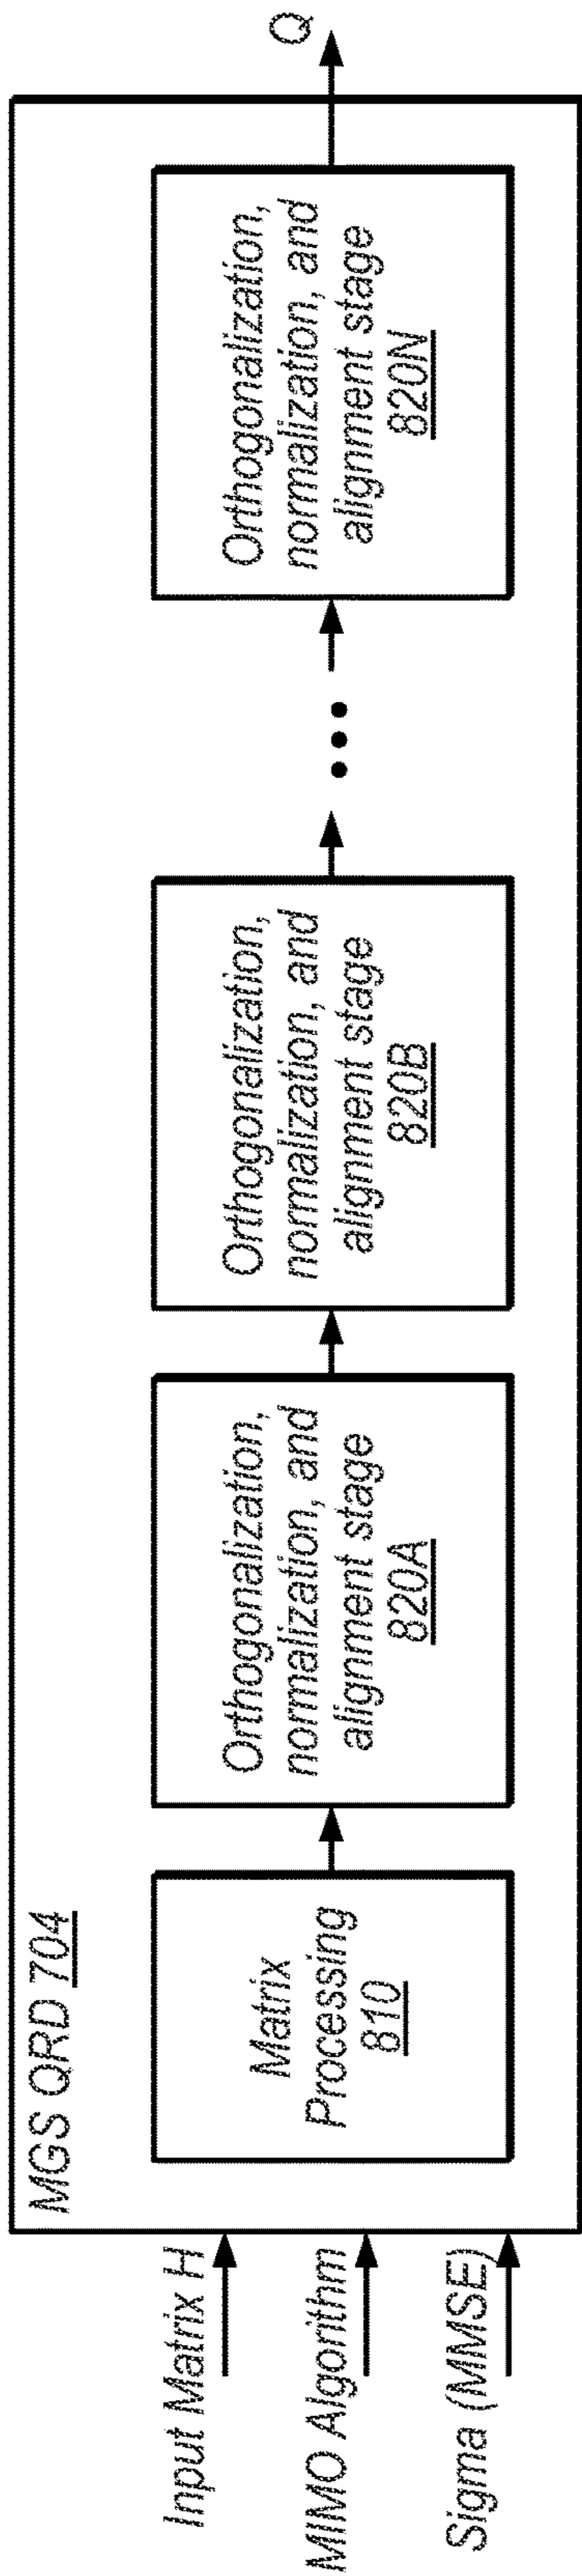 MGS QRD 704
Input Matrix H
MIMO Algorithm
Sigma (MMSE)
Matrix
Processing
810
Orthogonalization,
normalization, and
alignment stage
820A
Orthogonalization,
normalization, and
alignment stage
820B
Orthogonalization,
normalization, and
alignment stage
820N
Q